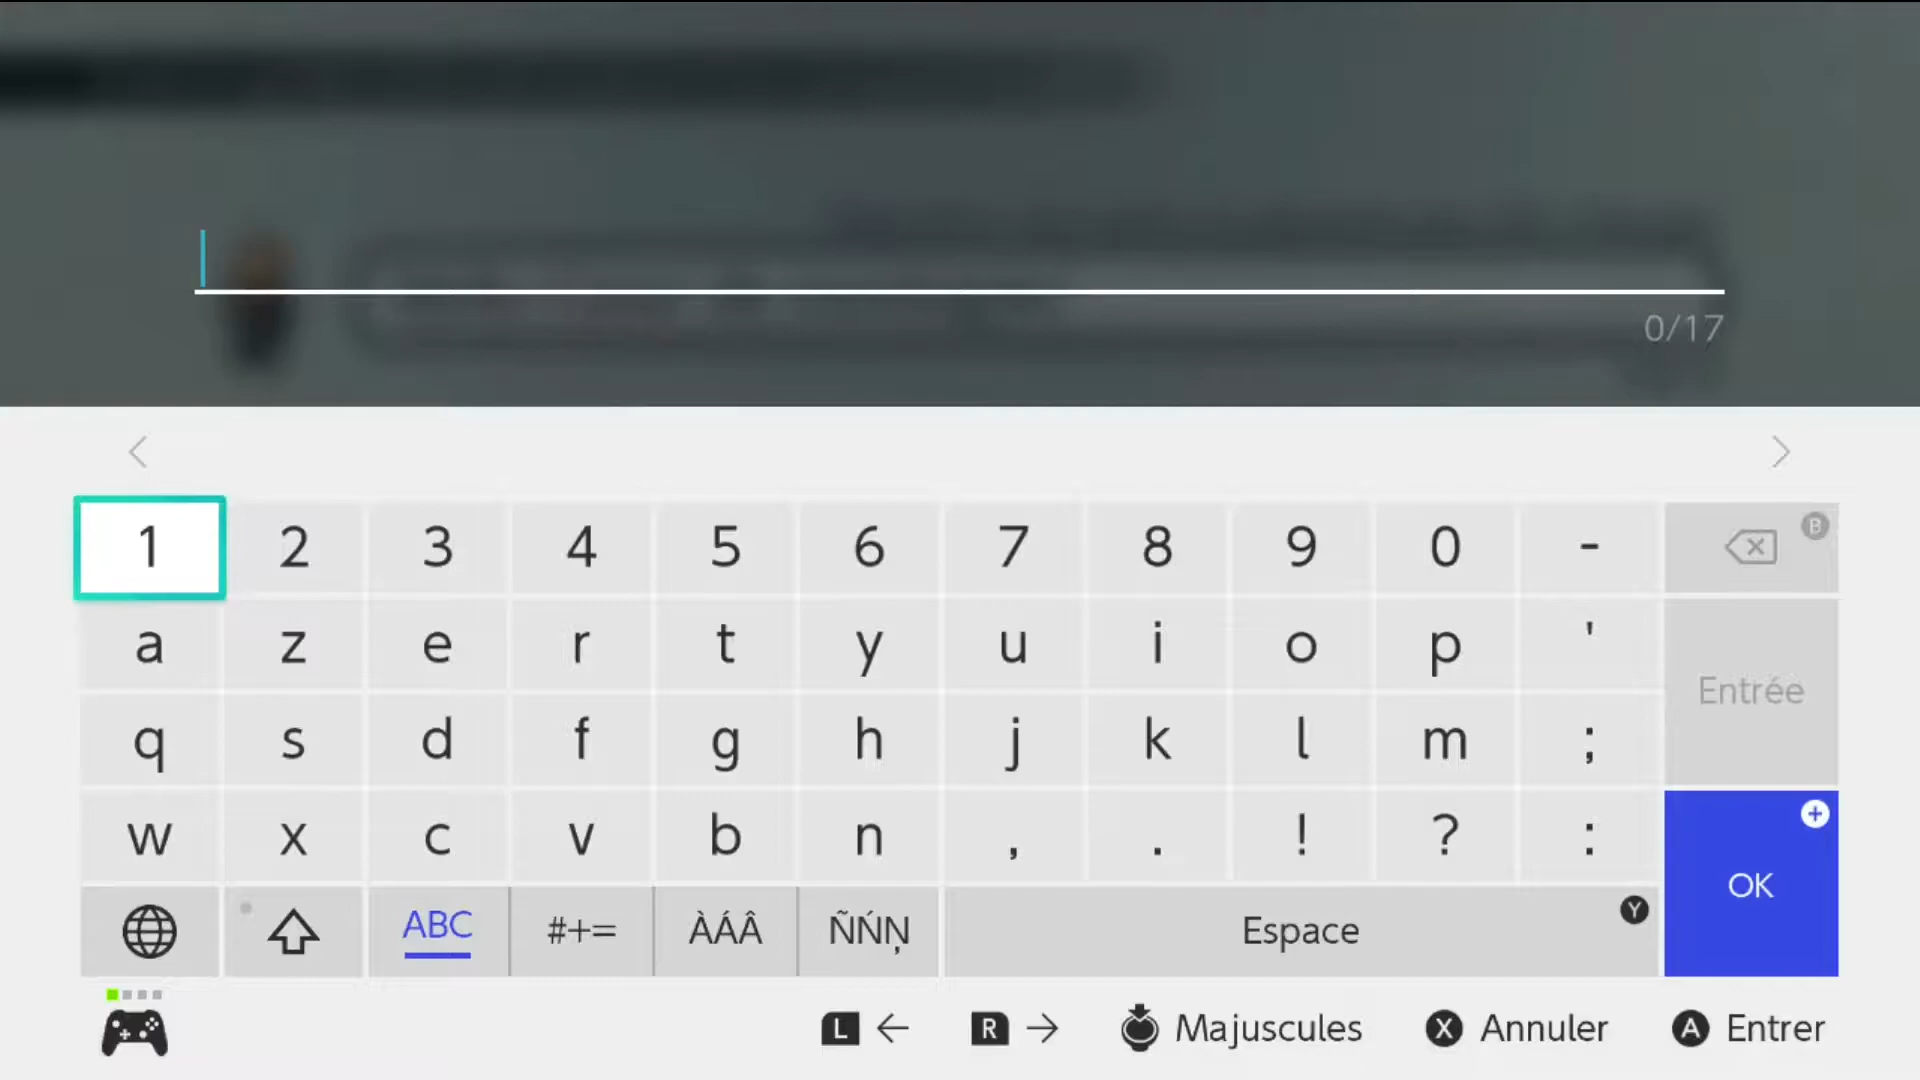 0/17
1 2 3 4 5 6 7 8 9 0 - B
a z e r t y u i o p ' Entrée
q s d f g h j k l m ;
w x c v b n , . ! ? : + OK
ABC #+= ÀÁÂ ÑŃŅ Espace Y
L ← R → Majuscules X Annuler A Entrer